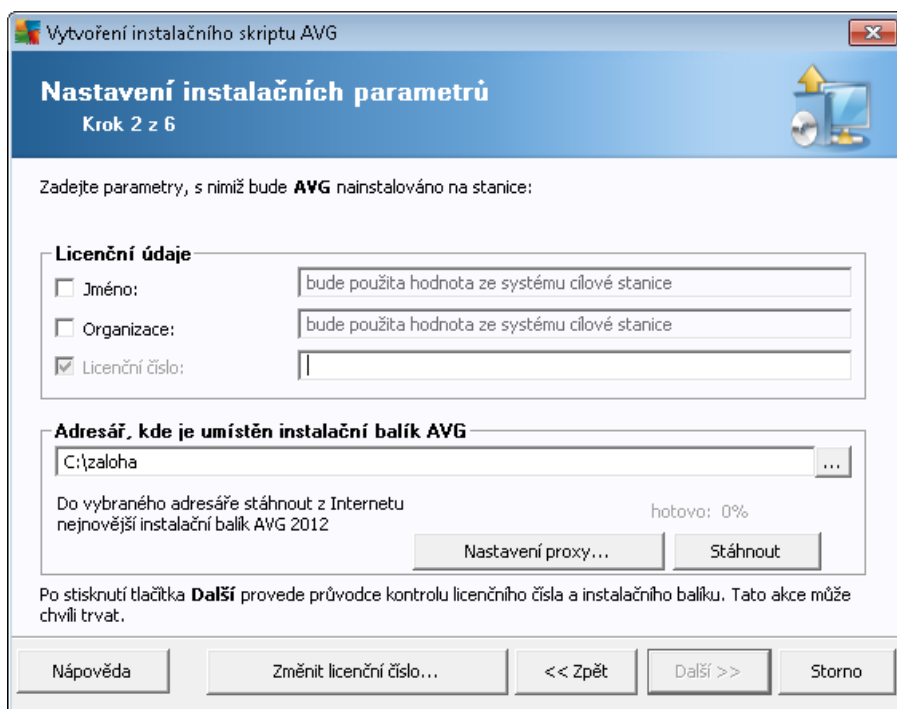 Vytvoření instalačního skriptu AVG
Nastavení instalačních parametrů
Krok 2 z 6
Zadejte parametry, s nimiž bude AVG nainstalováno na stanice:
Licenční údaje
Jméno:
bude použita hodnota ze systému cílové stanice
Organizace:
bude použita hodnota ze systému cílové stanice
Licenční číslo:
Adresář, kde je umístěn instalační balík AVG
C:\zaloha
...
Do vybraného adresáře stáhnout z Internetu
nejnovější instalační balík AVG 2012
hotovo: 0%
Nastavení proxy...
Stáhnout
Po stisknutí tlačítka Další provede průvodce kontrolu licenčního čísla a instalačního balíku. Tato akce může
chvíli trvat.
Nápověda
Změnit licenční číslo...
<< Zpět
Další >>
Storno